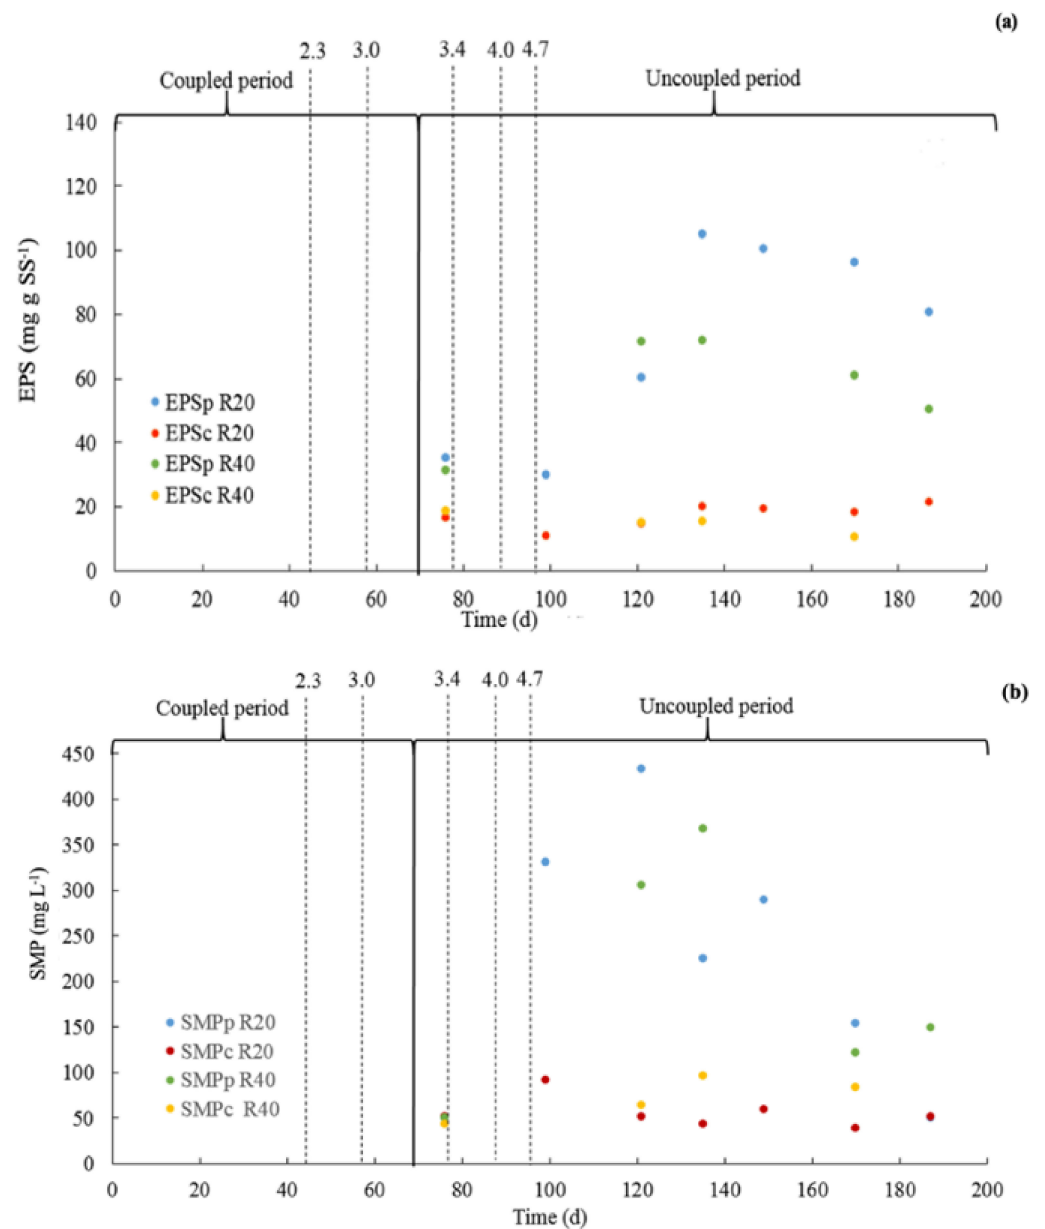 (a)
2.3 3.0 3.4 4.0 4.7
Coupled period Uncoupled period
140
120
100
80
60
40
20
0
EPS (mg g SS⁻¹)
EPSp R20
EPSc R20
EPSp R40
EPSc R40
0 20 40 60 80 100 120 140 160 180 200
Time (d)
(b)
2.3 3.0 3.4 4.0 4.7
Coupled period Uncoupled period
450
400
350
300
250
200
150
100
50
0
SMP (mg L⁻¹)
SMPp R20
SMPc R20
SMPp R40
SMPc R40
0 20 40 60 80 100 120 140 160 180 200
Time (d)